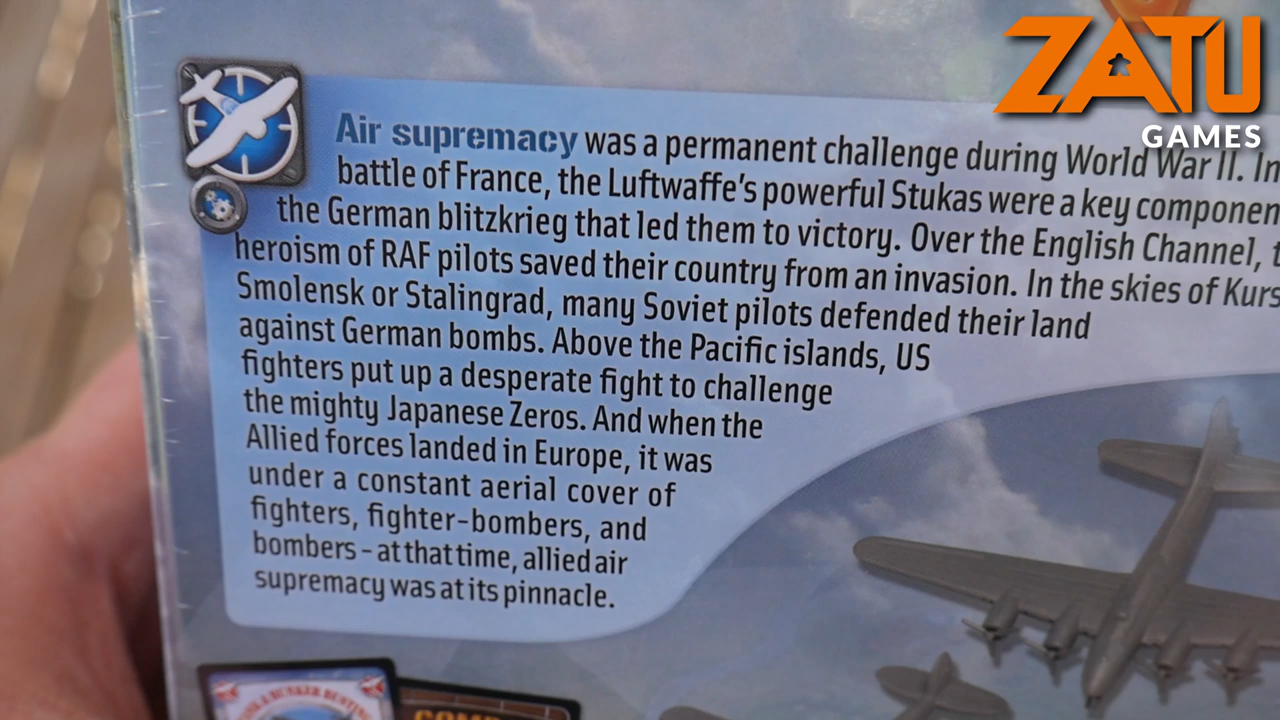 ZATU
GAMES
Air supremacy was a permanent challenge during World War II. In
battle of France, the Luftwaffe's powerful Stukas were a key
the German blitzkrieg that led them to victory. Over the English Channel,
heroism of RAF pilots saved their country from an invasion. In the skies of
Smolensk or Stalingrad, many Soviet pilots defended their land
against German bombs. Above the Pacific islands, US
fighters put up a desperate fight to challenge
the mighty Japanese Zeros. And when the
Allied forces landed in Europe, it was
under a constant aerial cover of
fighters, fighter-bombers, and
bombers - at that time, allied air
supremacy was at its pinnacle.